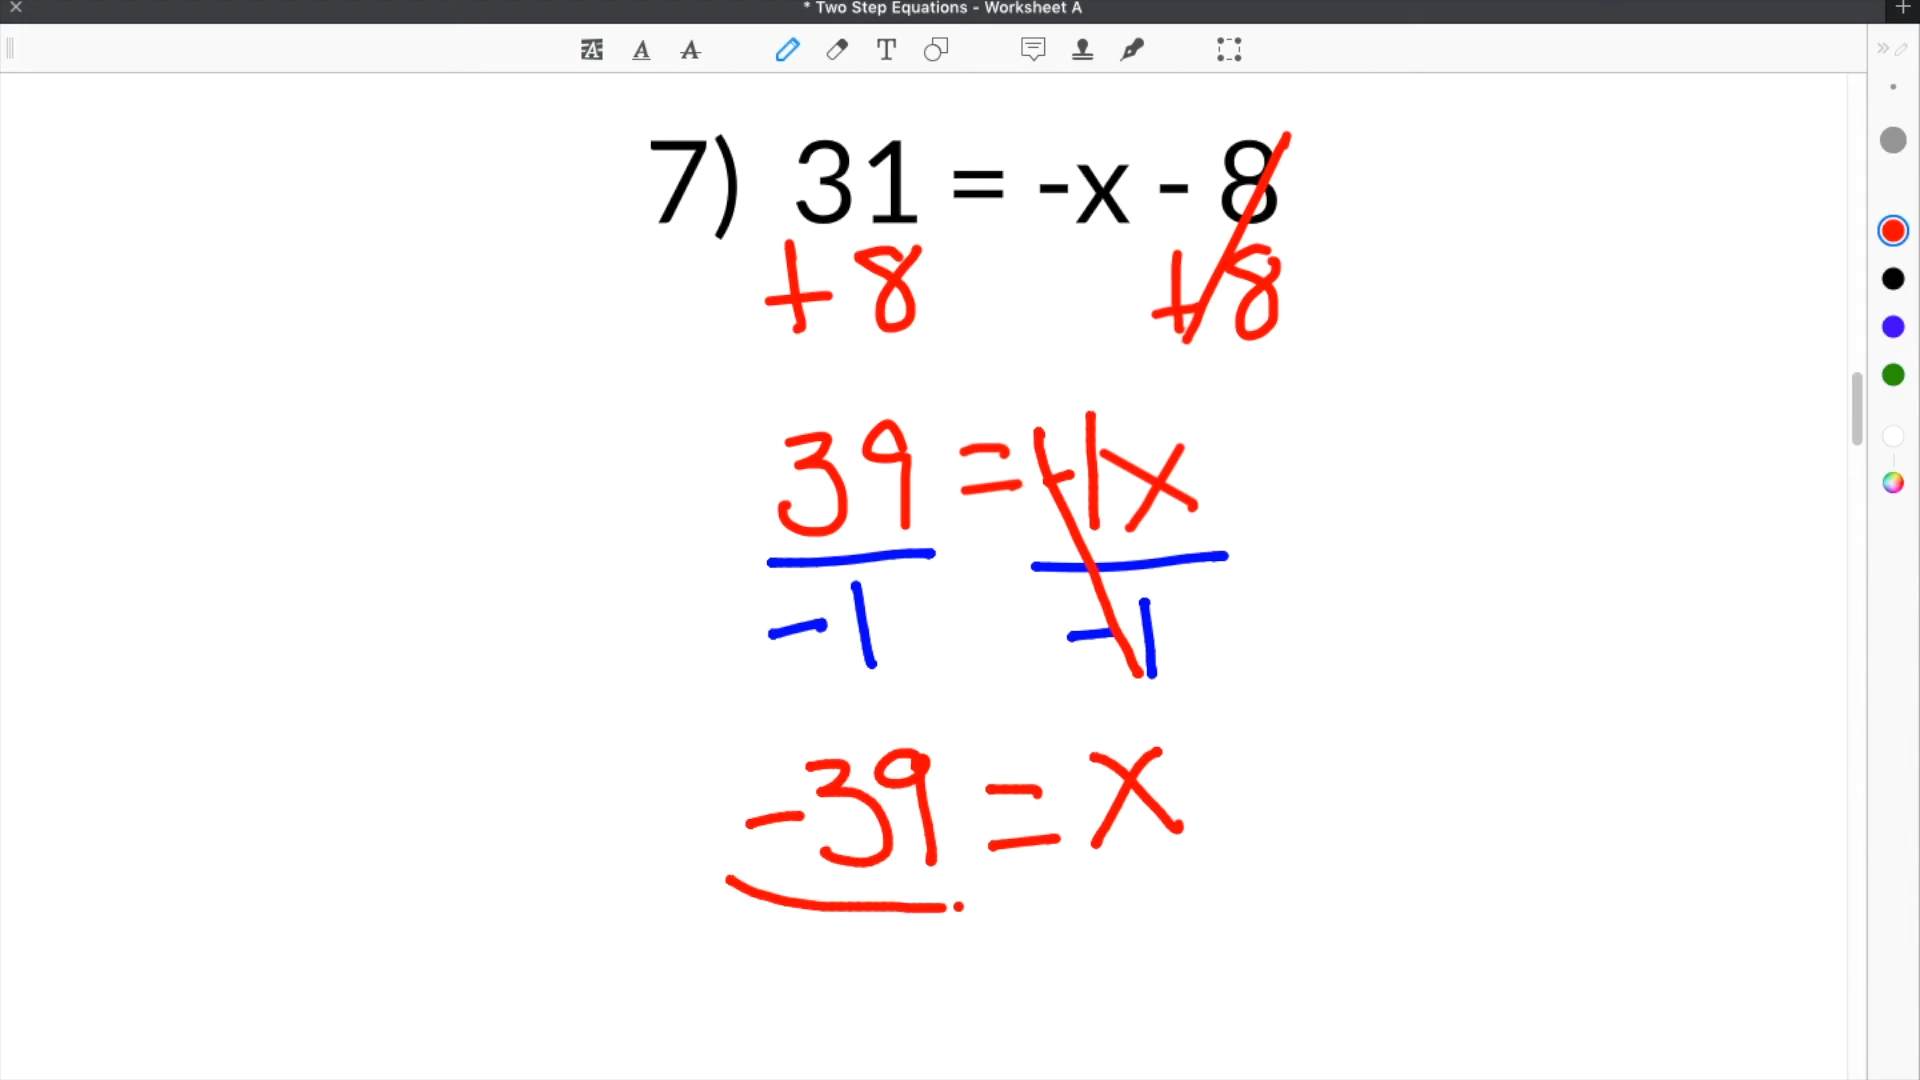 * Two Step Equations - Worksheet A
7) 31 = -x - 8
+8 +8
39 = -1x
-1 -1
-39 = x